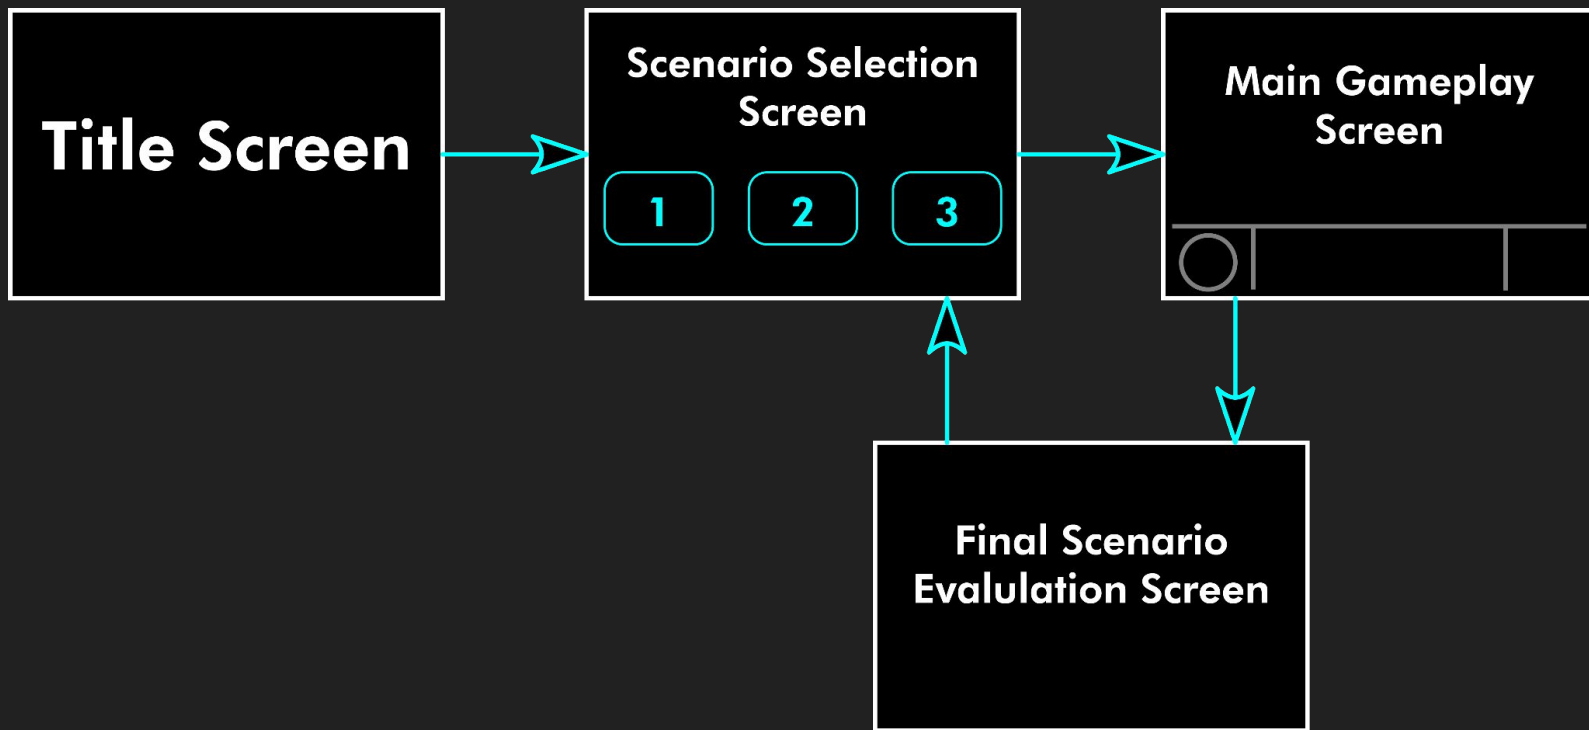 Title Screen
Scenario Selection
Screen
1
2
3
Main Gameplay
Screen
Final Scenario
Evalulation Screen